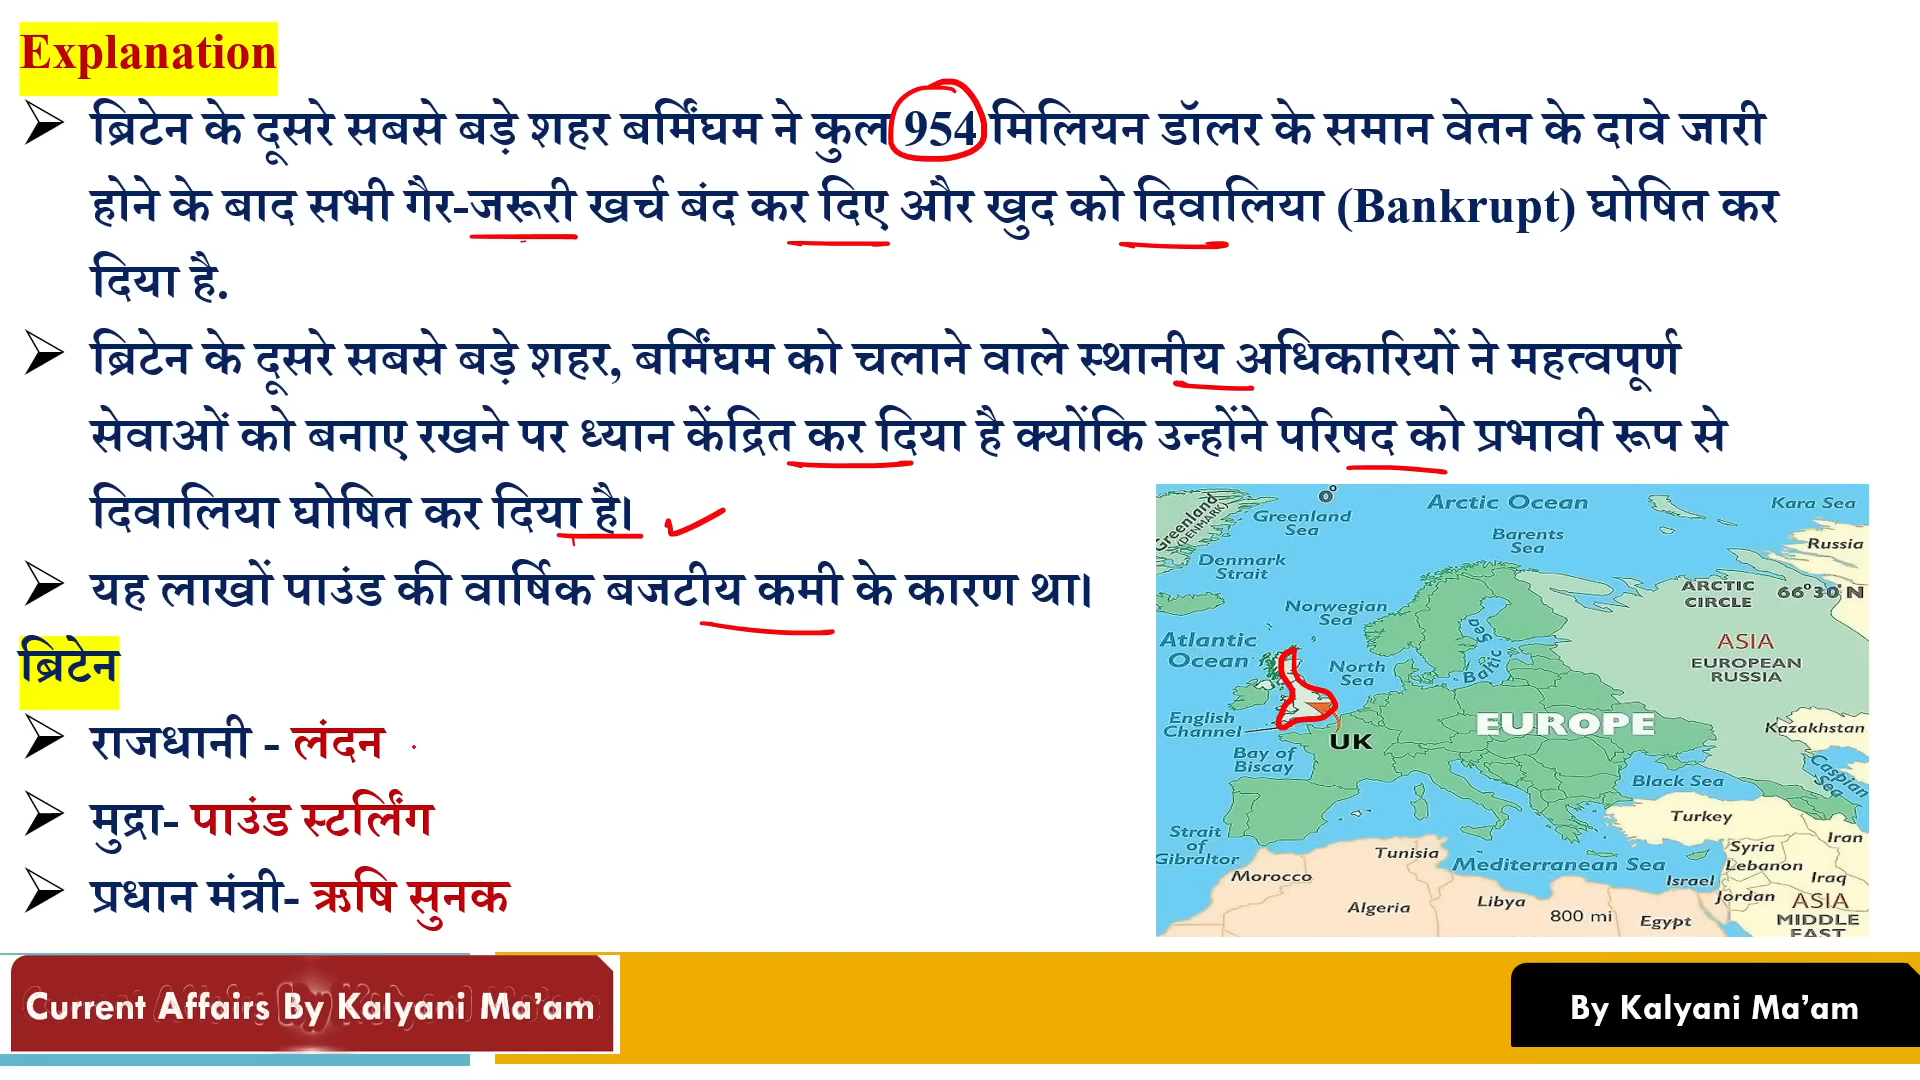 Explanation
ब्रिटेन के दूसरे सबसे बड़े शहर बर्मिंघम ने कुल 954 मिलियन डॉलर के समान वेतन के दावे जारी
होने के बाद सभी गैर-जरूरी खर्च बंद कर दिए और खुद को दिवालिया (Bankrupt) घोषित कर
दिया है.
ब्रिटेन के दूसरे सबसे बड़े शहर, बर्मिंघम को चलाने वाले स्थानीय अधिकारियों ने महत्वपूर्ण
सेवाओं को बनाए रखने पर ध्यान केंद्रित कर दिया है क्योंकि उन्होंने परिषद को प्रभावी रूप से
दिवालिया घोषित कर दिया है।
यह लाखों पाउंड की वार्षिक बजटीय कमी के कारण था।
ब्रिटेन
राजधानी - लंदन
मुद्रा- पाउंड स्टर्लिंग
प्रधान मंत्री- ऋषि सुनक
0°
Arctic Ocean
Kara Sea
Greenland
(DENMARK)
Greenland
Sea
Barents
Sea
Russia
Denmark
Strait
ARCTIC
CIRCLE
66°30 N
Norwegian
Sea
Atlantic
Ocean
ASIA
EUROPEAN
RUSSIA
North
Sea
Baltic Sea
English
Channel
EUROPE
Kazakhstan
UK
Bay of
Biscay
Black Sea
Caspian
Sea
Turkey
Strait
of
Gibraltor
Tunisia
Mediterranean Sea
Syria
Lebanon
Iran
Iraq
Morocco
Israel
Jordan
ASIA
MIDDLE
EAST
Algeria
Libya
800 mi
Egypt
Current Affairs By Kalyani Ma'am
By Kalyani Ma'am